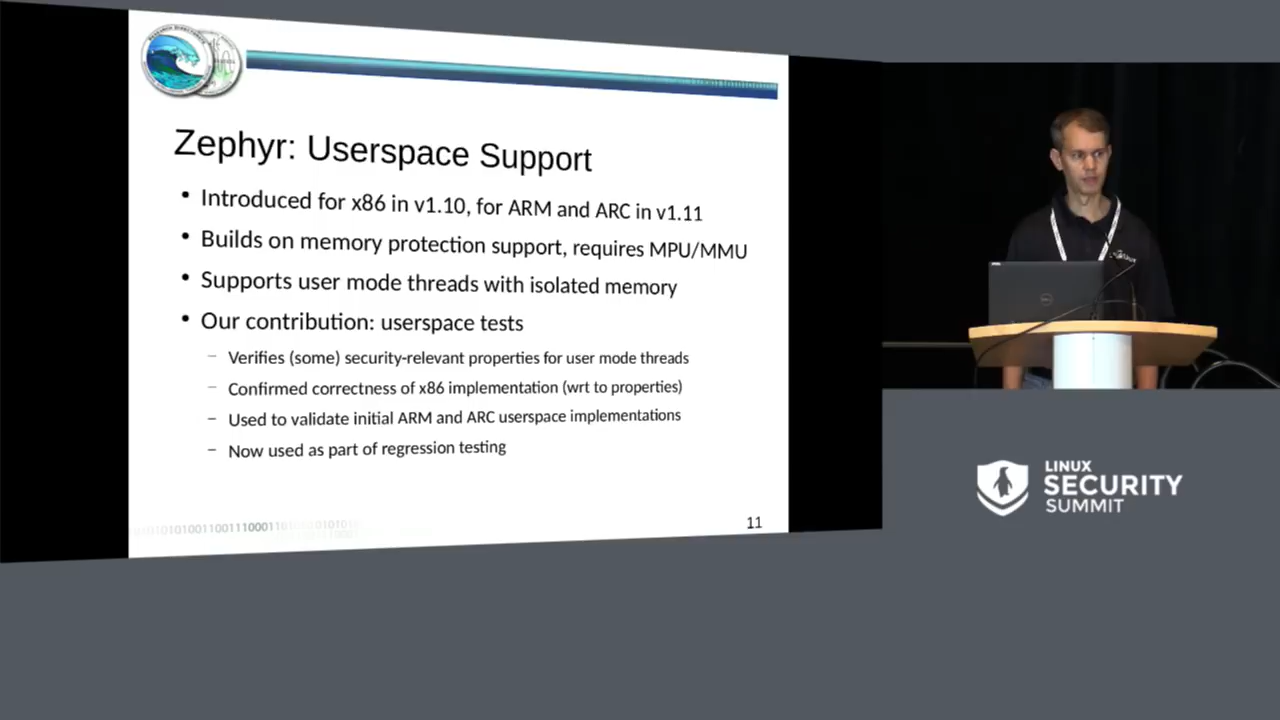 Zephyr: Userspace Support
• Introduced for x86 in v1.10, for ARM and ARC in v1.11
• Builds on memory protection support, requires MPU/MMU
• Supports user mode threads with isolated memory
• Our contribution: userspace tests
– Verifies (some) security-relevant properties for user mode threads
– Confirmed correctness of x86 implementation (wrt to properties)
– Used to validate initial ARM and ARC userspace implementations
– Now used as part of regression testing
11
LINUX
SECURITY
SUMMIT